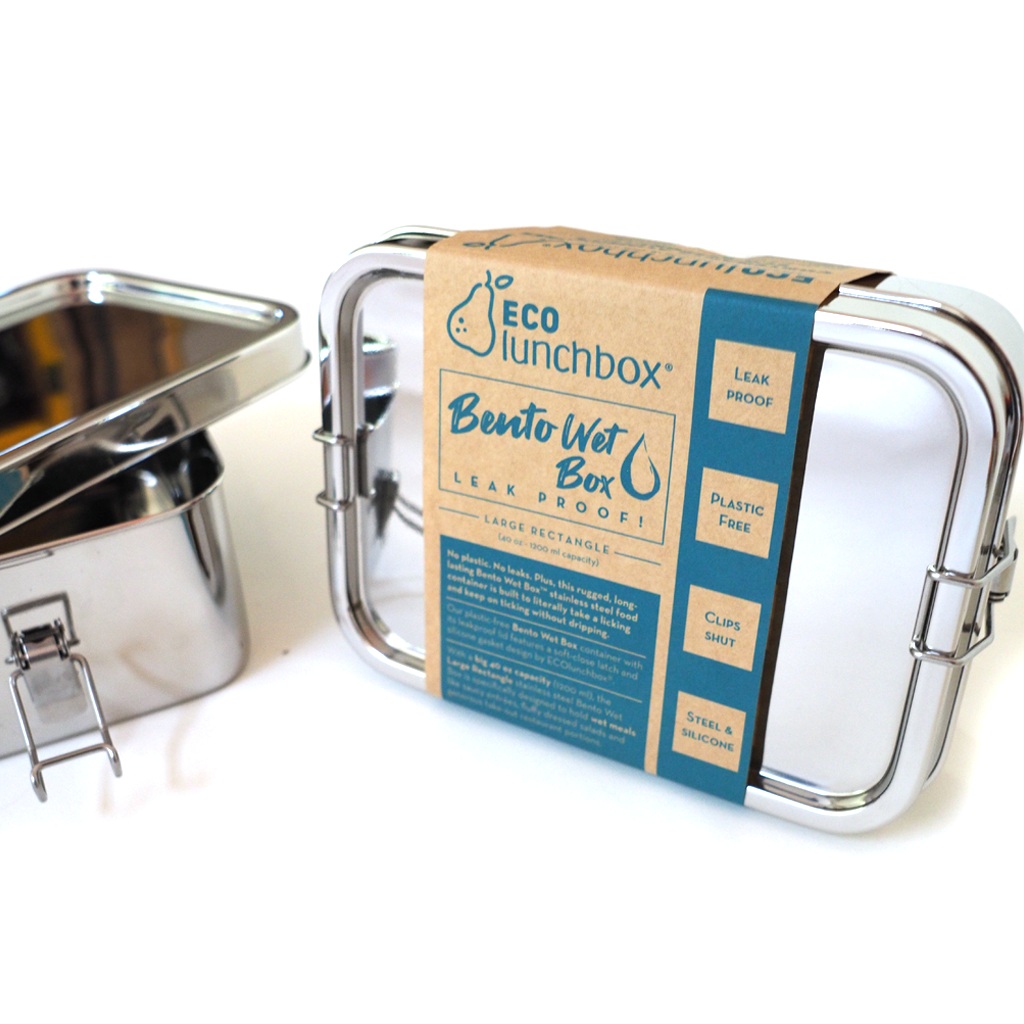 ECOlunchbox
ECO
lunchbox®
Bento Wet
Box
LEAK PROOF!
LARGE RECTANGLE
(40 oz - 1200 ml capacity)
No plastic. No leaks. Plus, this rugged, long-
lasting Bento Wet Box™ stainless steel food
container is built to literally take a licking
and keep on ticking without dripping.
Our plastic-free Bento Wet Box container with
its leakproof lid features a soft-close latch and
silicone gasket design by ECOlunchbox®
With a big 40 oz capacity (1200 ml), the
Large Rectangle stainless steel Bento Wet
Box is specifically designed to hold wet meals
like saucy pastas, fully dressed salads and
generous take-out restaurant portions.
LEAK
PROOF
PLASTIC
FREE
CLIPS
SHUT
STEEL &
SILICONE